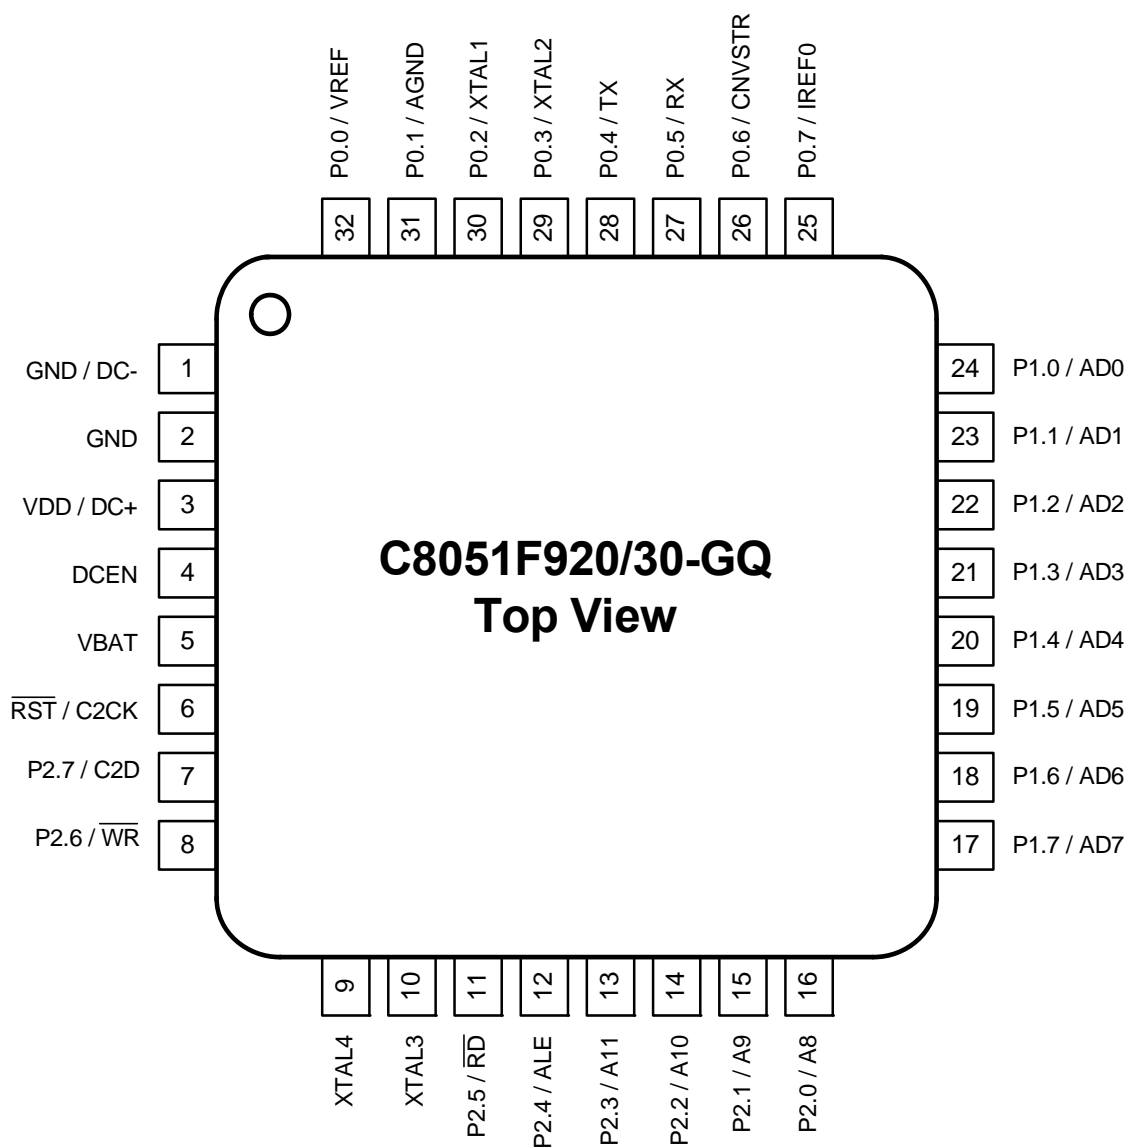 P0.0 / VREF
P0.1 / AGND
P0.2 / XTAL1
P0.3 / XTAL2
P0.4 / TX
P0.5 / RX
P0.6 / CNVSTR
P0.7 / IREF0
32
31
30
29
28
27
26
25
GND / DC-
1
GND
2
VDD / DC+
3
DCEN
4
VBAT
5
R̅S̅T̅ / C2CK
6
P2.7 / C2D
7
P2.6 / W̅R̅
8
C8051F920/30-GQ
Top View
24
P1.0 / AD0
23
P1.1 / AD1
22
P1.2 / AD2
21
P1.3 / AD3
20
P1.4 / AD4
19
P1.5 / AD5
18
P1.6 / AD6
17
P1.7 / AD7
9
10
11
12
13
14
15
16
XTAL4
XTAL3
P2.5 / R̅D̅
P2.4 / ALE
P2.3 / A11
P2.2 / A10
P2.1 / A9
P2.0 / A8